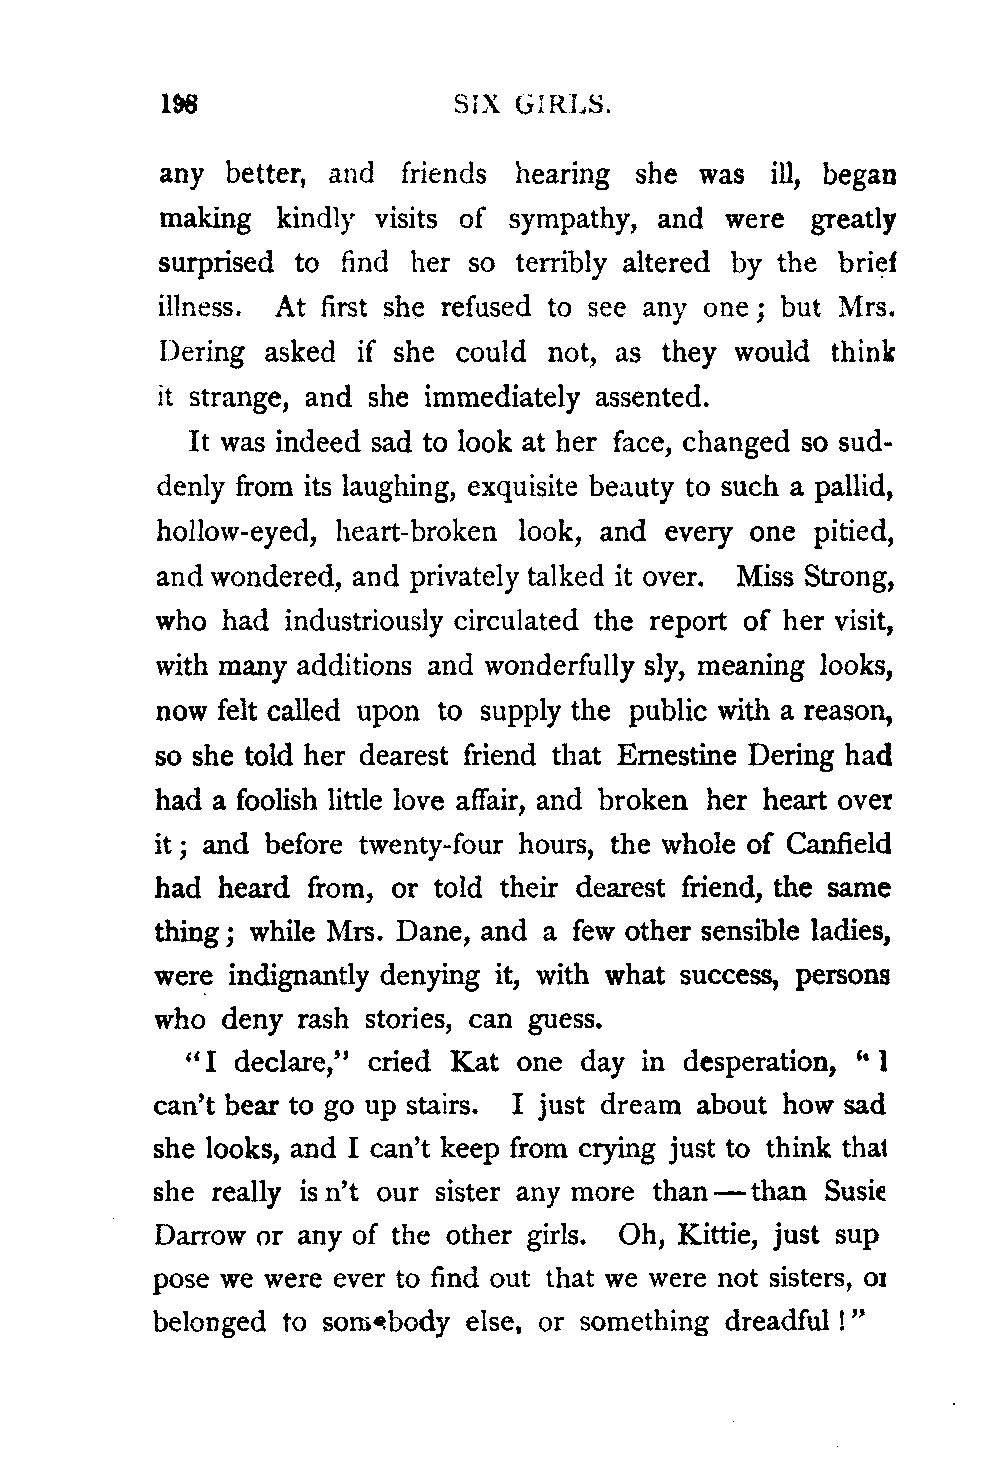 198 SIX GIRLS.
any better, and friends hearing she was ill, began
making kindly visits of sympathy, and were greatly
surprised to find her so terribly altered by the brief
illness. At first she refused to see any one; but Mrs.
Dering asked if she could not, as they would think
it strange, and she immediately assented.
It was indeed sad to look at her face, changed so sud-
denly from its laughing, exquisite beauty to such a pallid,
hollow-eyed, heart-broken look, and every one pitied,
and wondered, and privately talked it over. Miss Strong,
who had industriously circulated the report of her visit,
with many additions and wonderfully sly, meaning looks,
now felt called upon to supply the public with a reason,
so she told her dearest friend that Ernestine Dering had
had a foolish little love affair, and broken her heart over
it; and before twenty-four hours, the whole of Canfield
had heard from, or told their dearest friend, the same
thing; while Mrs. Dane, and a few other sensible ladies,
were indignantly denying it, with what success, persons
who deny rash stories, can guess.
"I declare," cried Kat one day in desperation, "I
can't bear to go up stairs. I just dream about how sad
she looks, and I can't keep from crying just to think that
she really is n't our sister any more than—than Susie
Darrow or any of the other girls. Oh, Kittie, just sup
pose we were ever to find out that we were not sisters, or
belonged to somebody else, or something dreadful!"